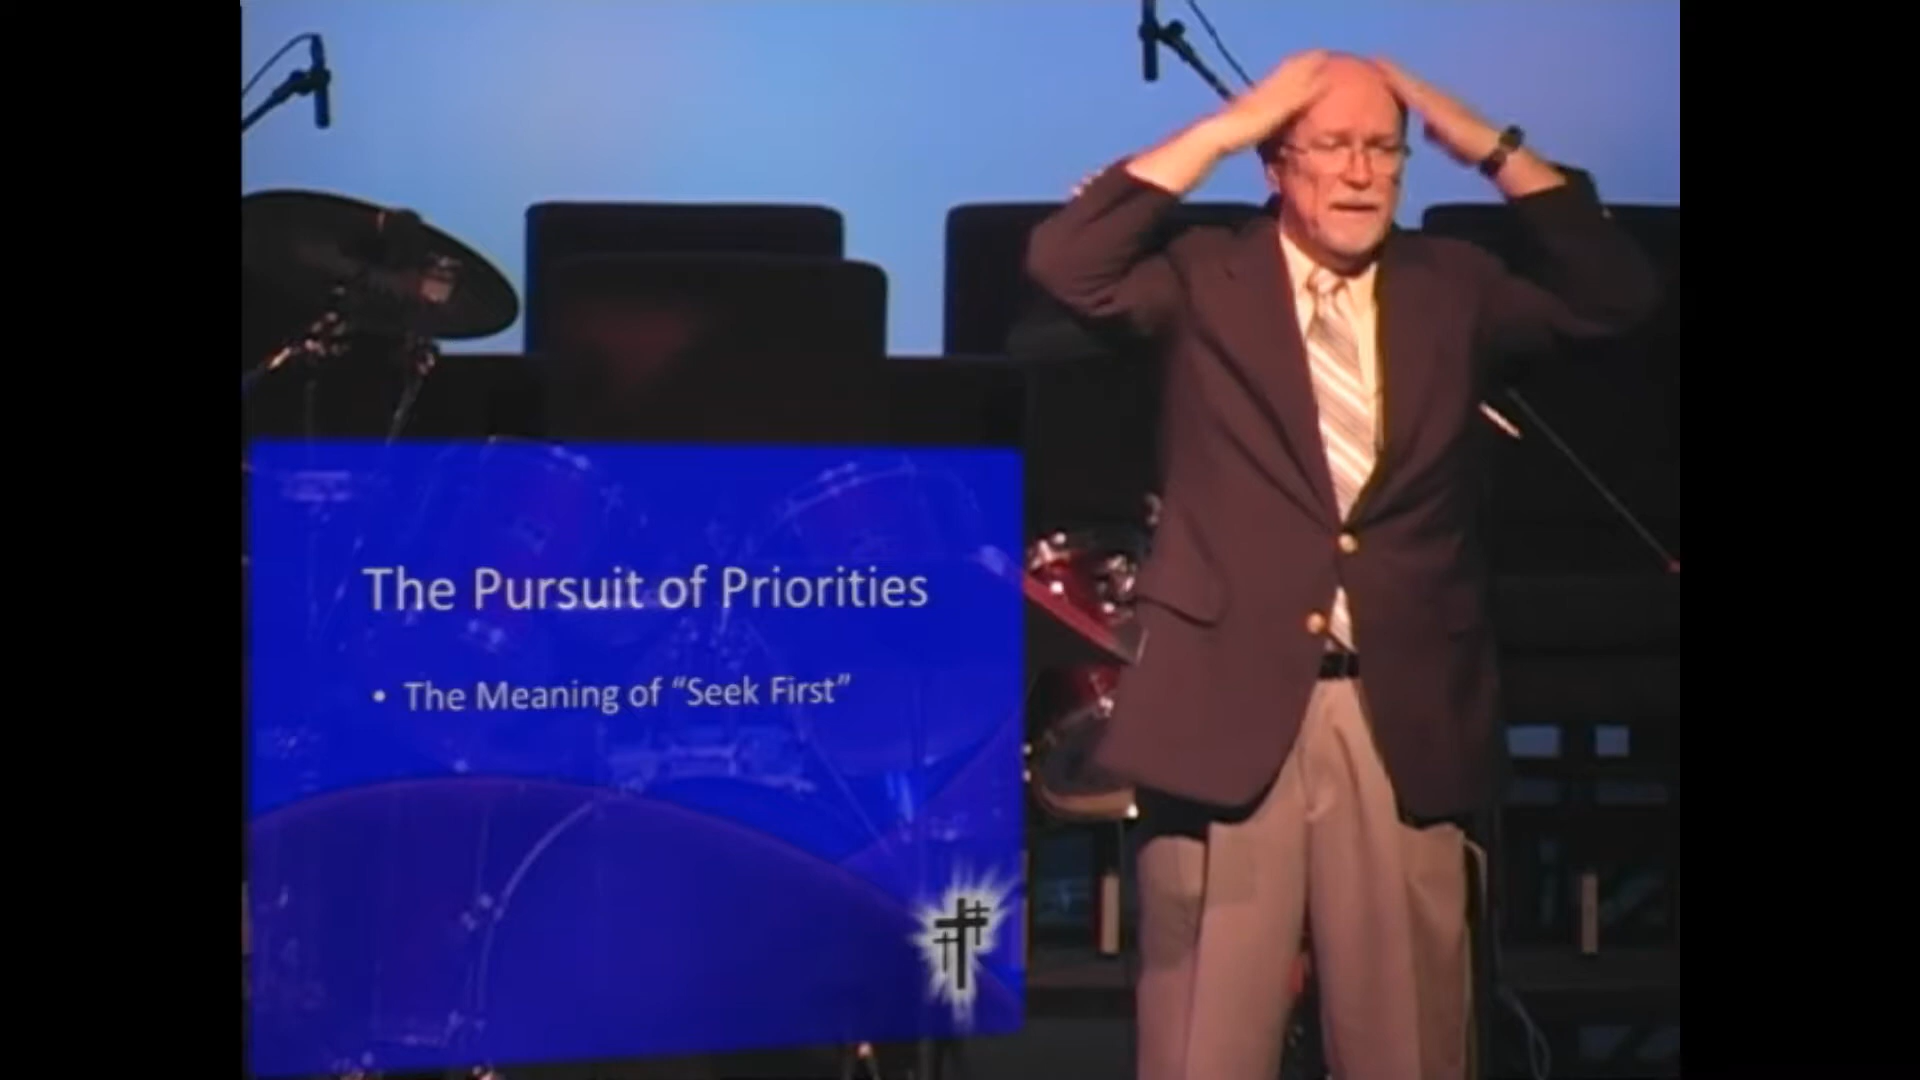 The Pursuit of Priorities
• The Meaning of “Seek First”